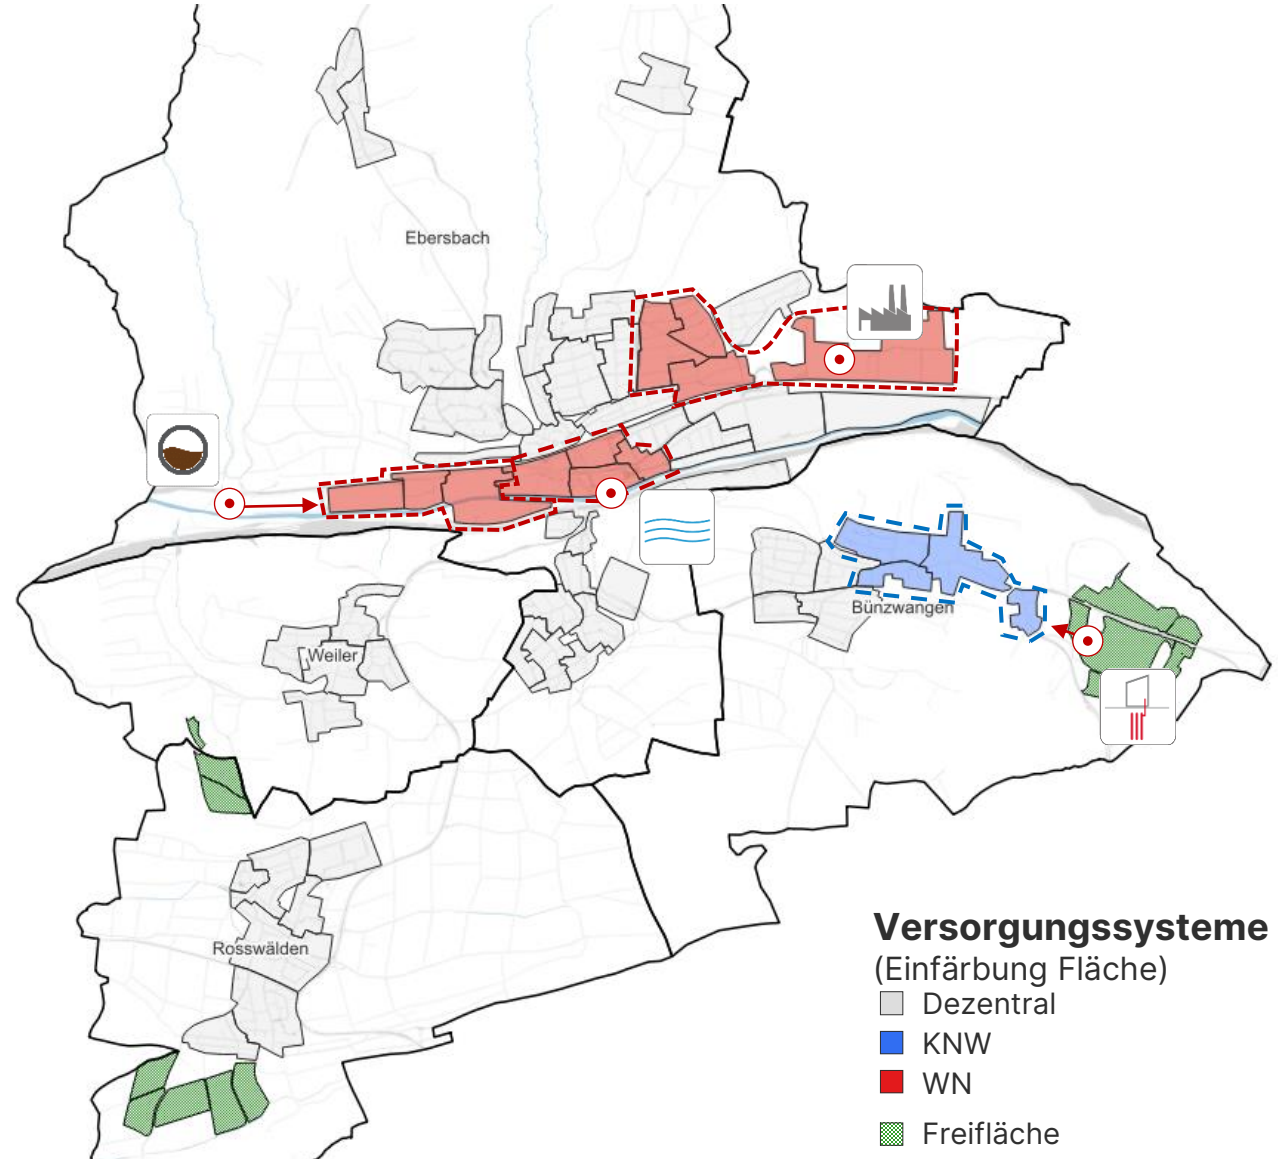 Ebersbach
Bünzwangen
Weiler
Rosswälden
Versorgungssysteme
(Einfärbung Fläche)
Dezentral
KNW
WN
Freifläche